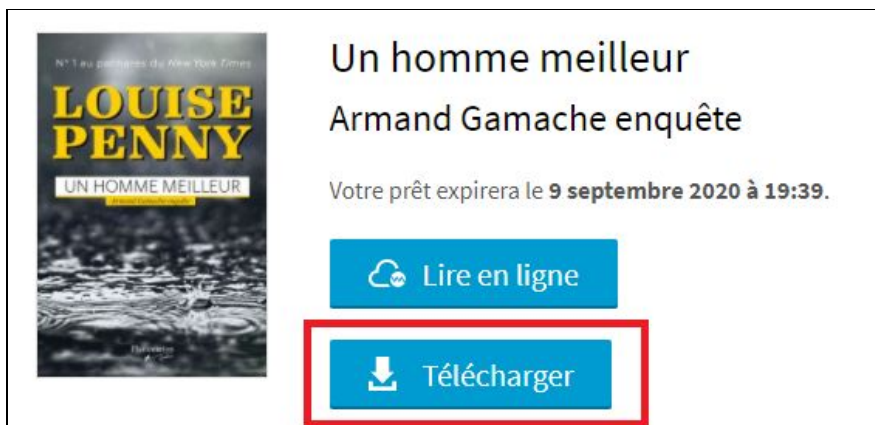 N° 1 au palmarès du New York Times
LOUISE
PENNY
UN HOMME MEILLEUR
Armand Gamache enquête
Flammarion
Un homme meilleur
Armand Gamache enquête
Votre prêt expirera le 9 septembre 2020 à 19:39.
Lire en ligne
Télécharger